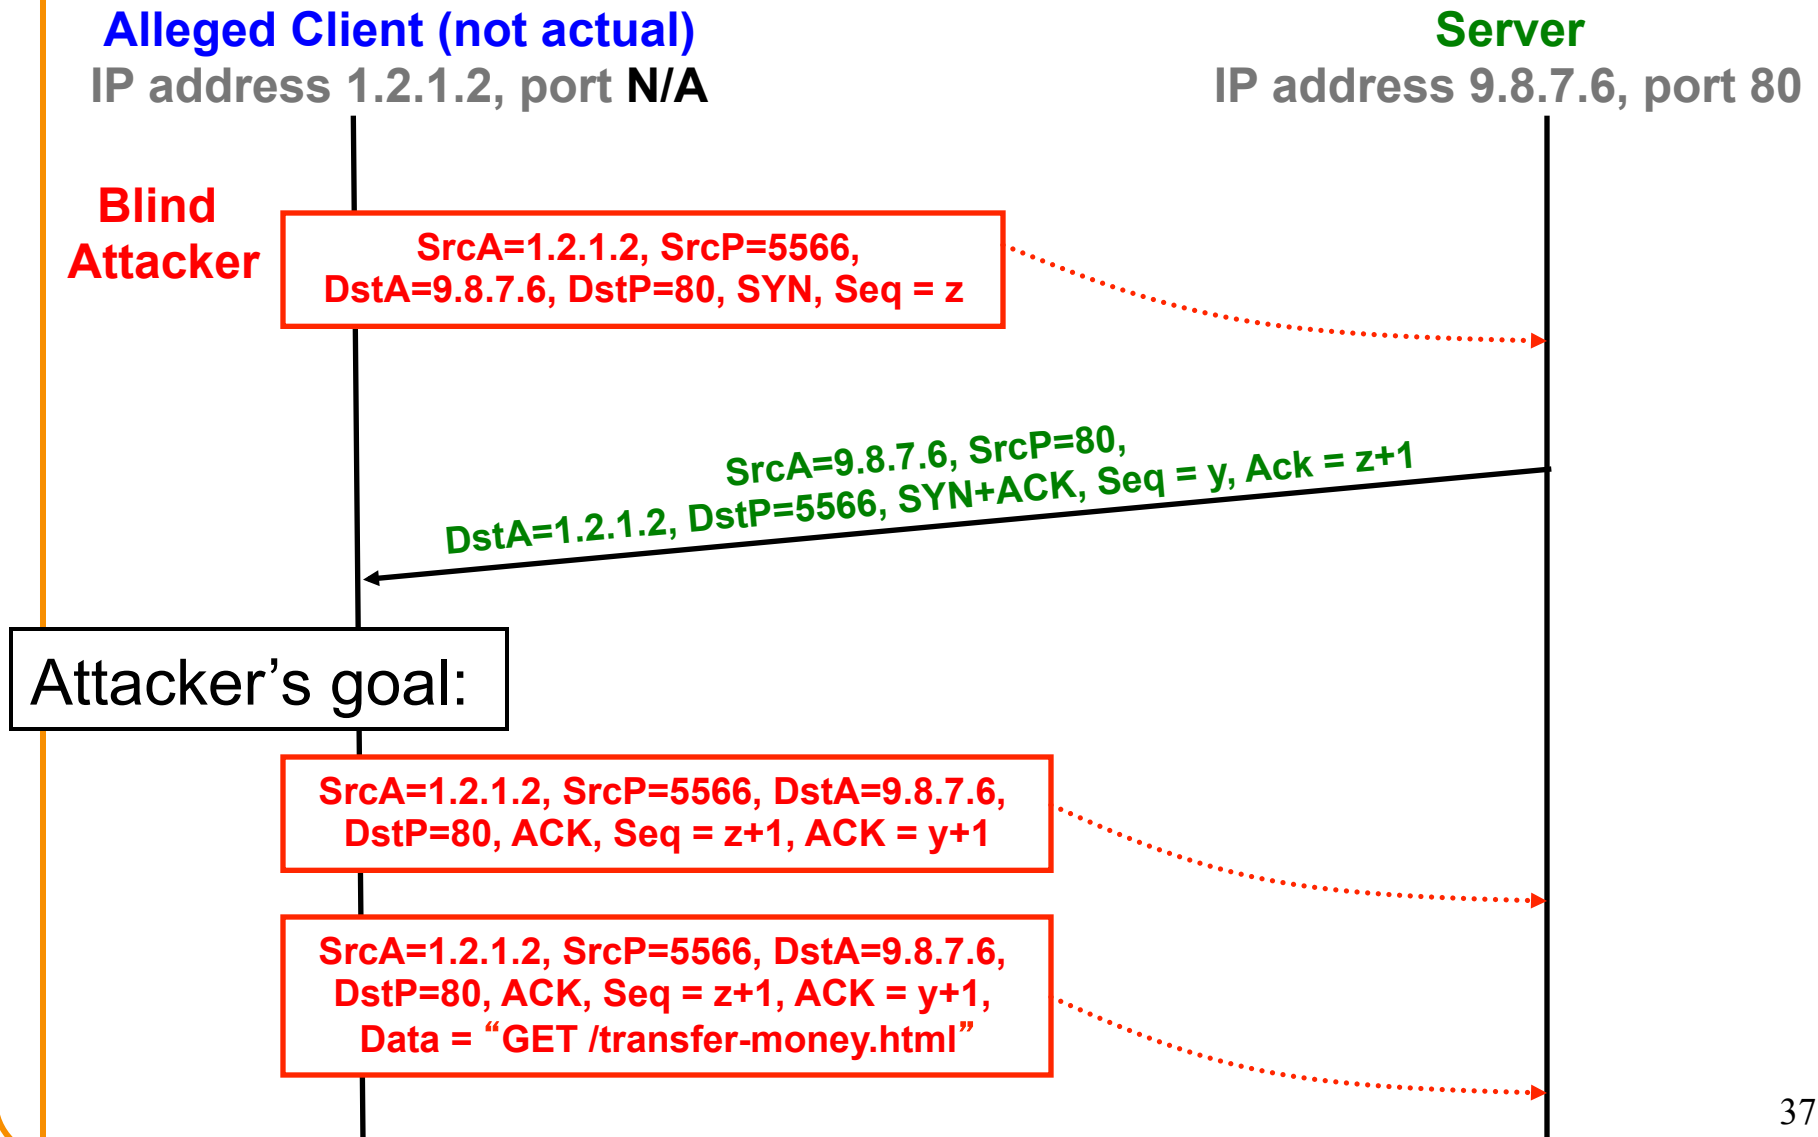 Alleged Client (not actual)
IP address 1.2.1.2, port N/A
Server
IP address 9.8.7.6, port 80
Blind
Attacker
SrcA=1.2.1.2, SrcP=5566,
DstA=9.8.7.6, DstP=80, SYN, Seq = z
SrcA=9.8.7.6, SrcP=80,
DstA=1.2.1.2, DstP=5566, SYN+ACK, Seq = y, Ack = z+1
Attacker’s goal:
SrcA=1.2.1.2, SrcP=5566, DstA=9.8.7.6,
DstP=80, ACK, Seq = z+1, ACK = y+1
SrcA=1.2.1.2, SrcP=5566, DstA=9.8.7.6,
DstP=80, ACK, Seq = z+1, ACK = y+1,
Data = “GET /transfer-money.html”
37